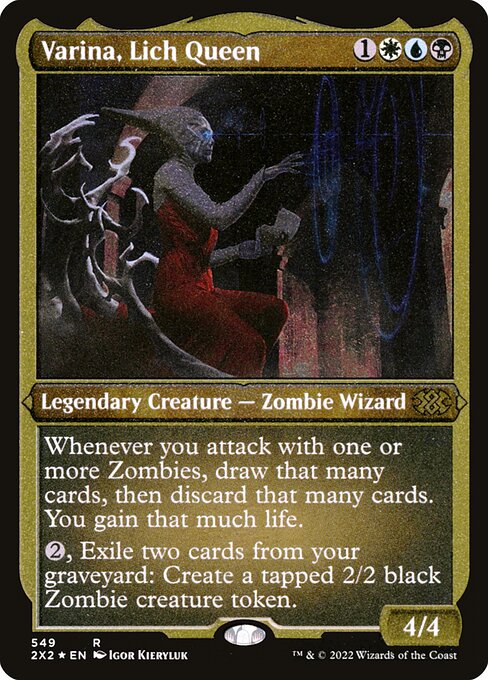 Varina, Lich Queen 1
Legendary Creature — Zombie Wizard
Whenever you attack with one or
more Zombies, draw that many
cards, then discard that many cards.
You gain that much life.
2, Exile two cards from your
graveyard: Create a tapped 2/2 black
Zombie creature token.
4/4
549 R
2X2 ★ EN Igor Kieryluk
™ & © 2022 Wizards of the Coast